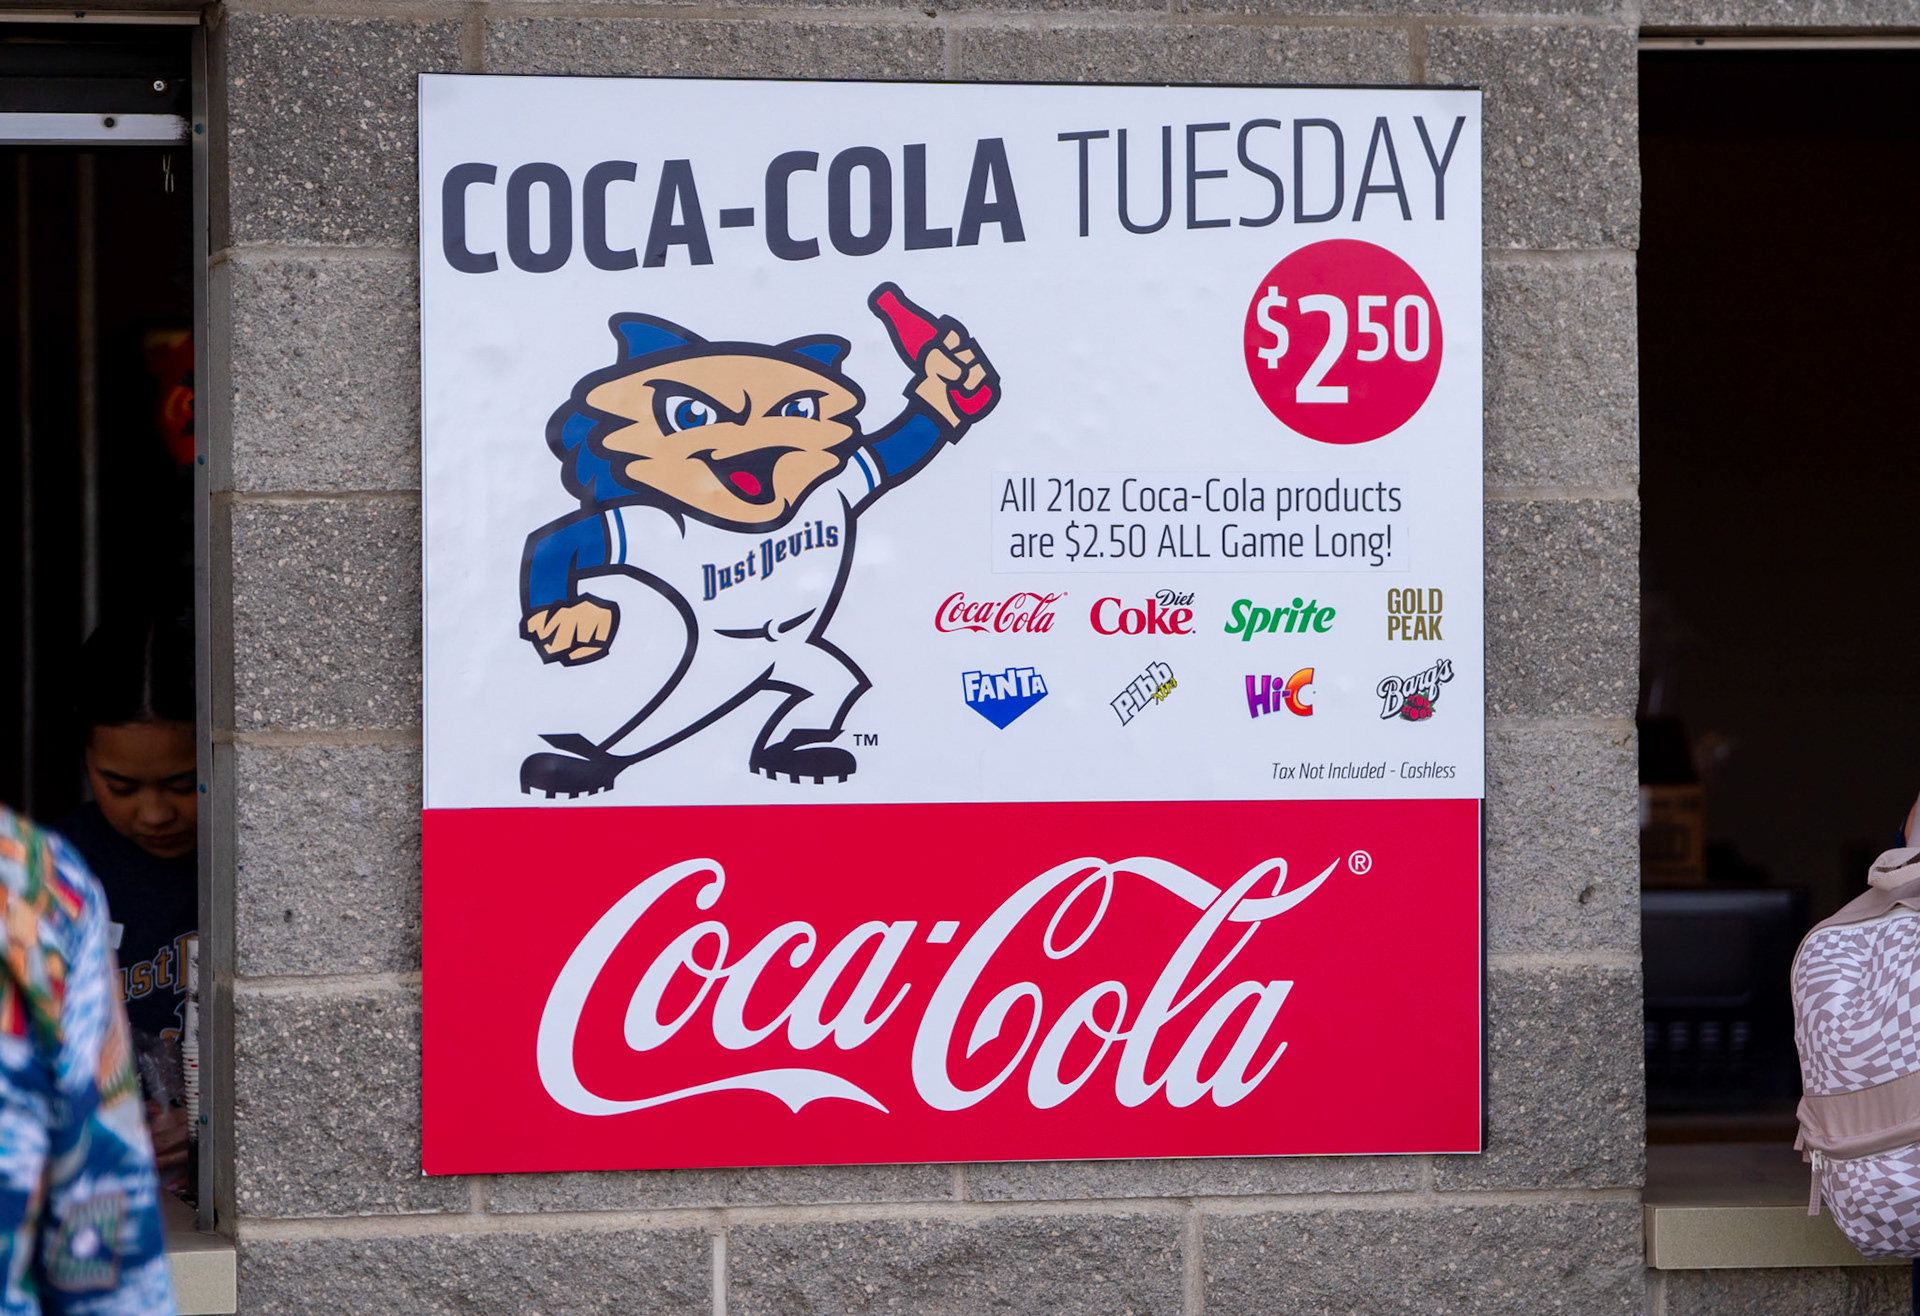 COCA-COLA TUESDAY
$2.50
All 21oz Coca-Cola products
are $2.50 ALL Game Long!
Dust Devils
Coca-Cola® Diet Coke Sprite GOLD PEAK
FANTA Pibb Xtra Hi-C Barq's
TM
Tax Not Included - Cashless
Coca-Cola®